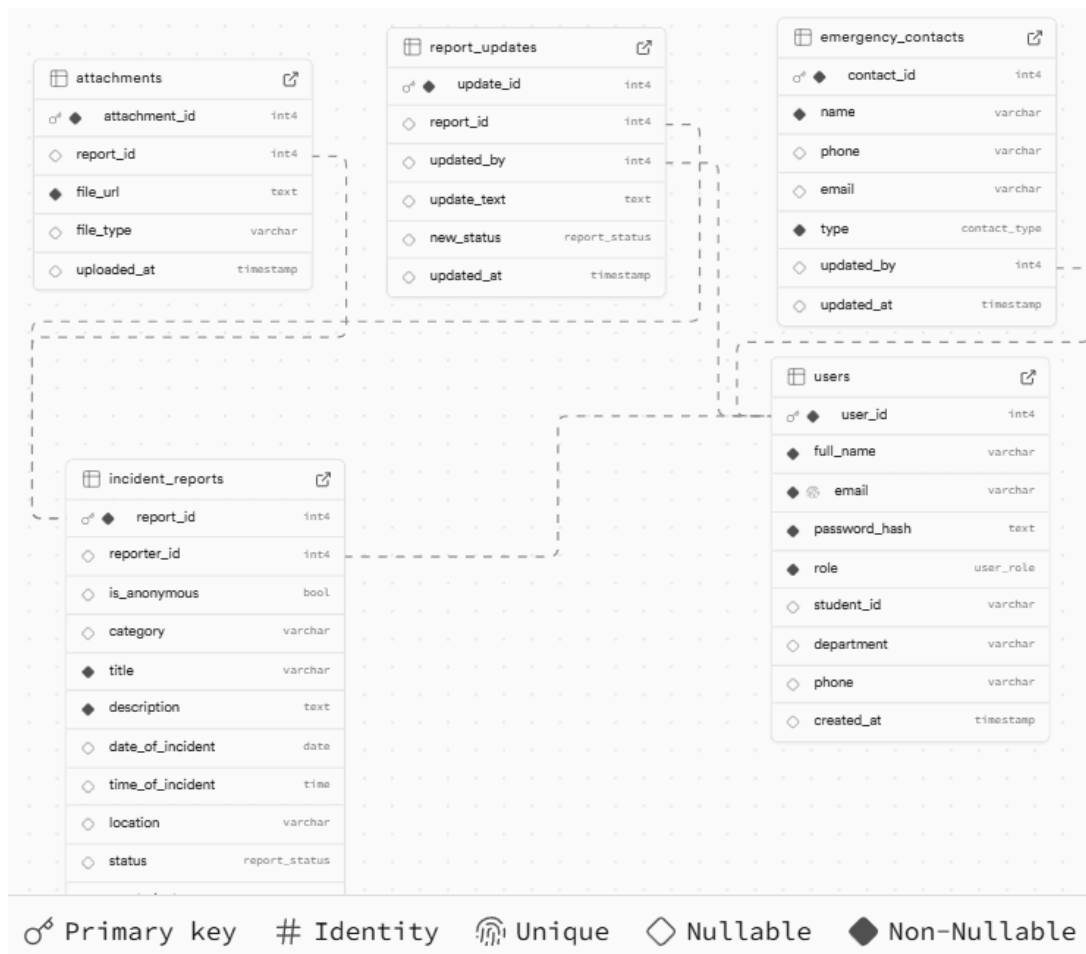 attachments
attachment_id int4
report_id int4
file_url text
file_type varchar
uploaded_at timestamp
report_updates
update_id int4
report_id int4
updated_by int4
update_text text
new_status report_status
updated_at timestamp
emergency_contacts
contact_id int4
name varchar
phone varchar
email varchar
type contact_type
updated_by int4
updated_at timestamp
users
user_id int4
full_name varchar
email varchar
password_hash text
role user_role
student_id varchar
department varchar
phone varchar
created_at timestamp
incident_reports
report_id int4
reporter_id int4
is_anonymous bool
category varchar
title varchar
description text
date_of_incident date
time_of_incident time
location varchar
status report_status
Primary key # Identity Unique Nullable Non-Nullable